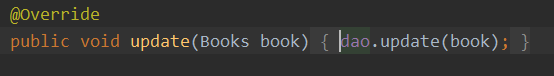 @Override
public void update(Books book) { dao.update(book); }